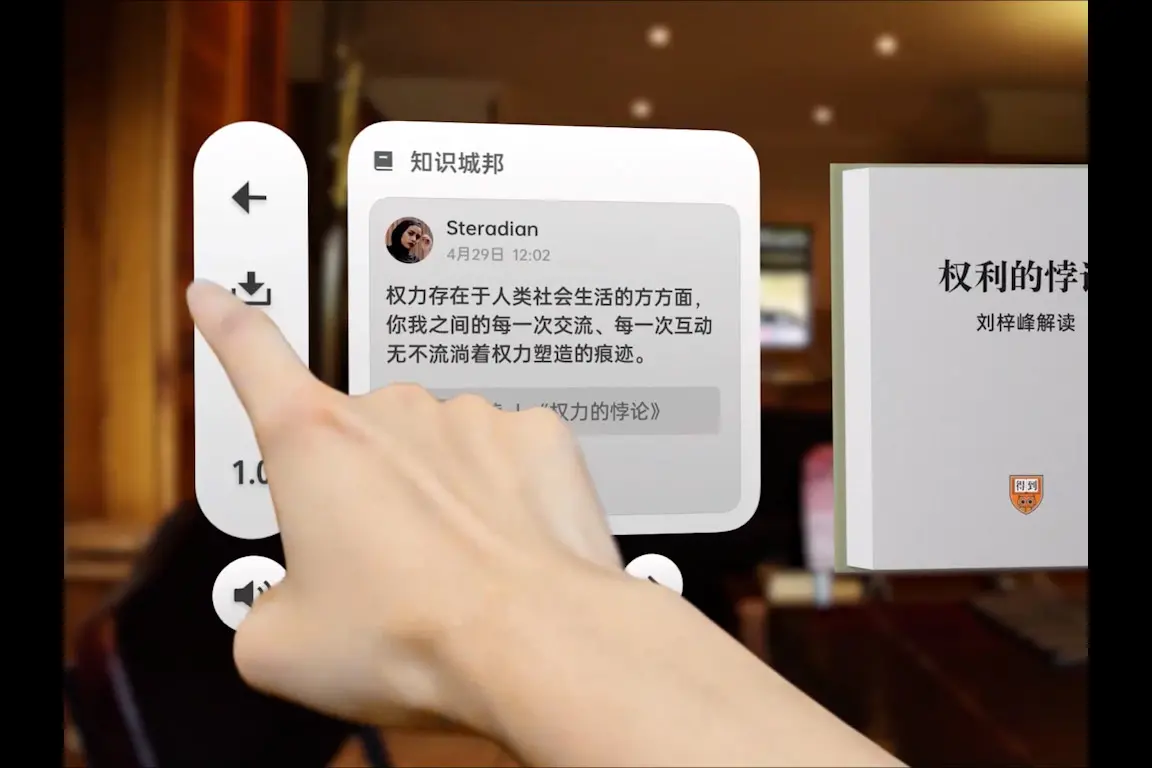 知识城邦
Steradian
4月29日 12:02
权力存在于人类社会生活的方方面，
你我之间的每一次交流、每一次互动
无不流淌着权力塑造的痕迹。
《权力的悖论》
1.0
权利的悖
刘梓峰解读
得到